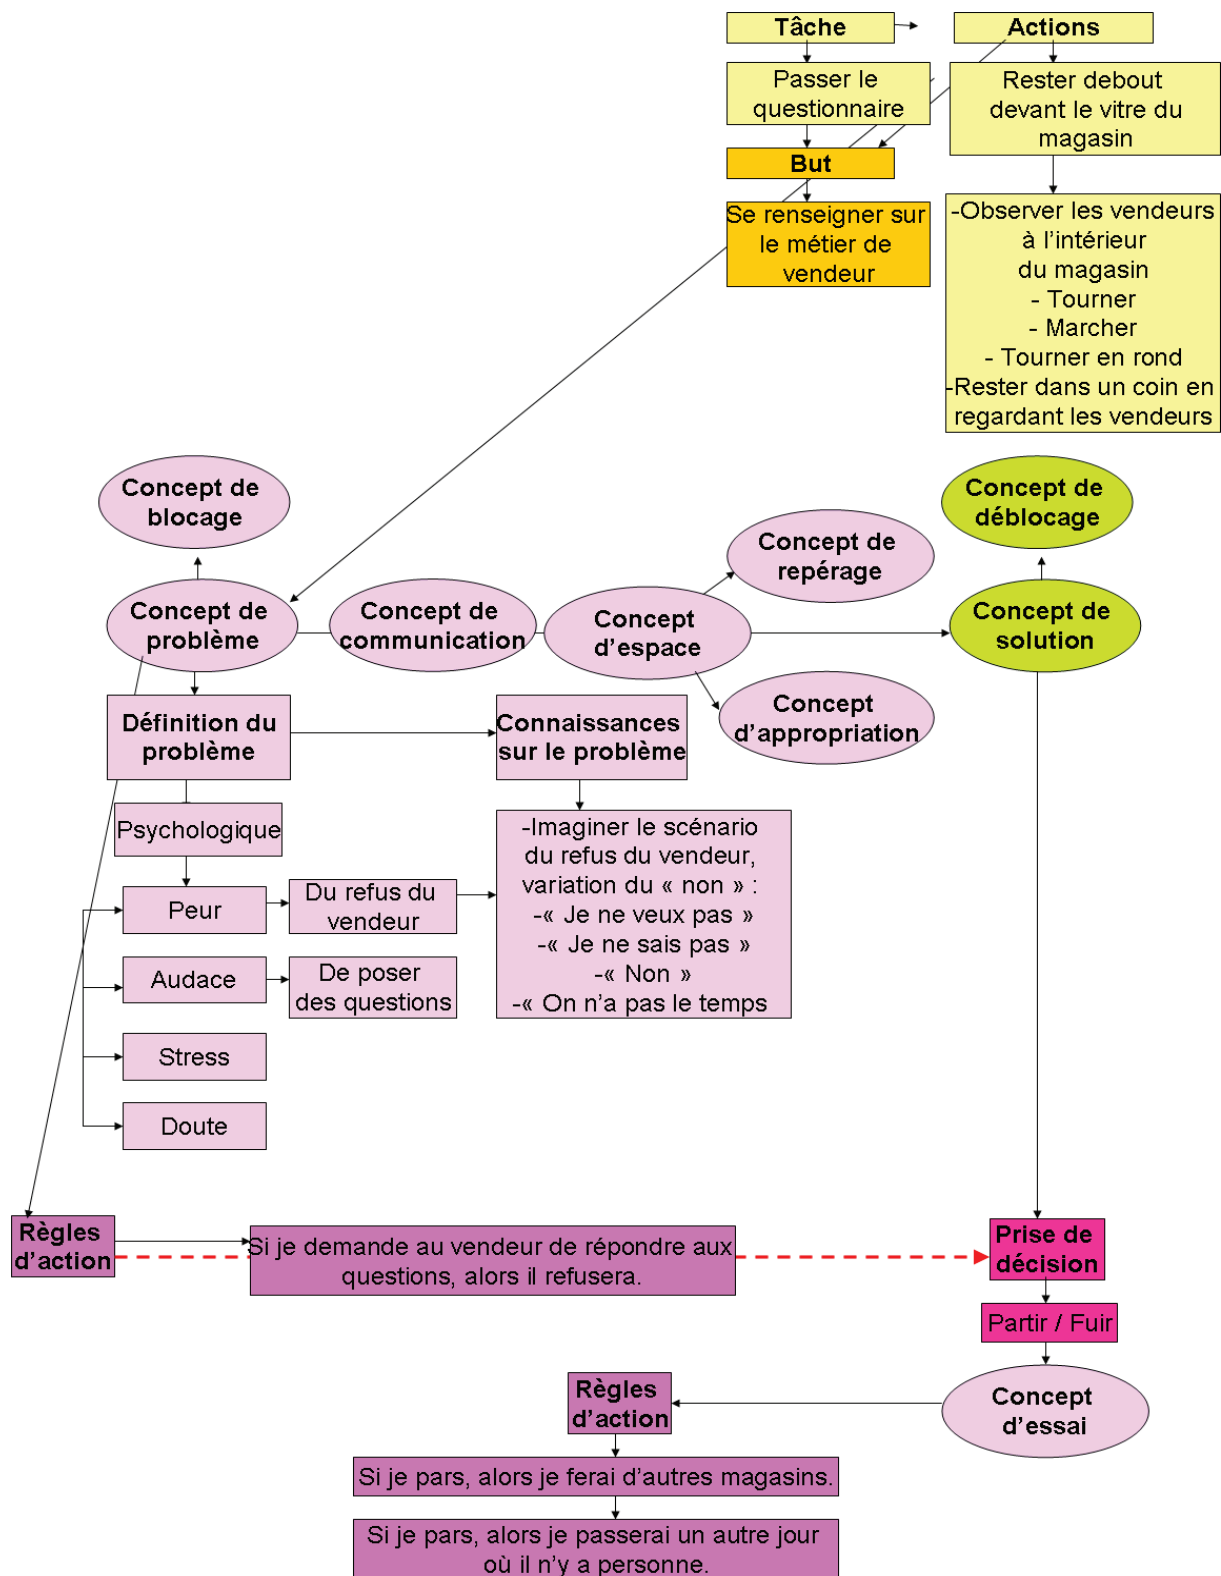 Tâche
Actions
Passer le
questionnaire
Rester debout
devant le vitre du
magasin
But
Se renseigner sur
le métier de
vendeur
-Observer les vendeurs
à l’intérieur
du magasin
- Tourner
- Marcher
- Tourner en rond
-Rester dans un coin en
regardant les vendeurs
Concept de
blocage
Concept de
déblocage
Concept de
repérage
Concept de
problème
Concept de
communication
Concept
d’espace
Concept de
solution
Concept
d’appropriation
Définition du
problème
Connaissances
sur le problème
Psychologique
-Imaginer le scénario
du refus du vendeur,
variation du « non » :
-« Je ne veux pas »
-« Je ne sais pas »
-« Non »
-« On n’a pas le temps
Peur
Du refus du
vendeur
Audace
De poser
des questions
Stress
Doute
Règles
d’action
Si je demande au vendeur de répondre aux
questions, alors il refusera.
Prise de
décision
Partir / Fuir
Concept
d’essai
Règles
d’action
Si je pars, alors je ferai d’autres magasins.
Si je pars, alors je passerai un autre jour
où il n’y a personne.